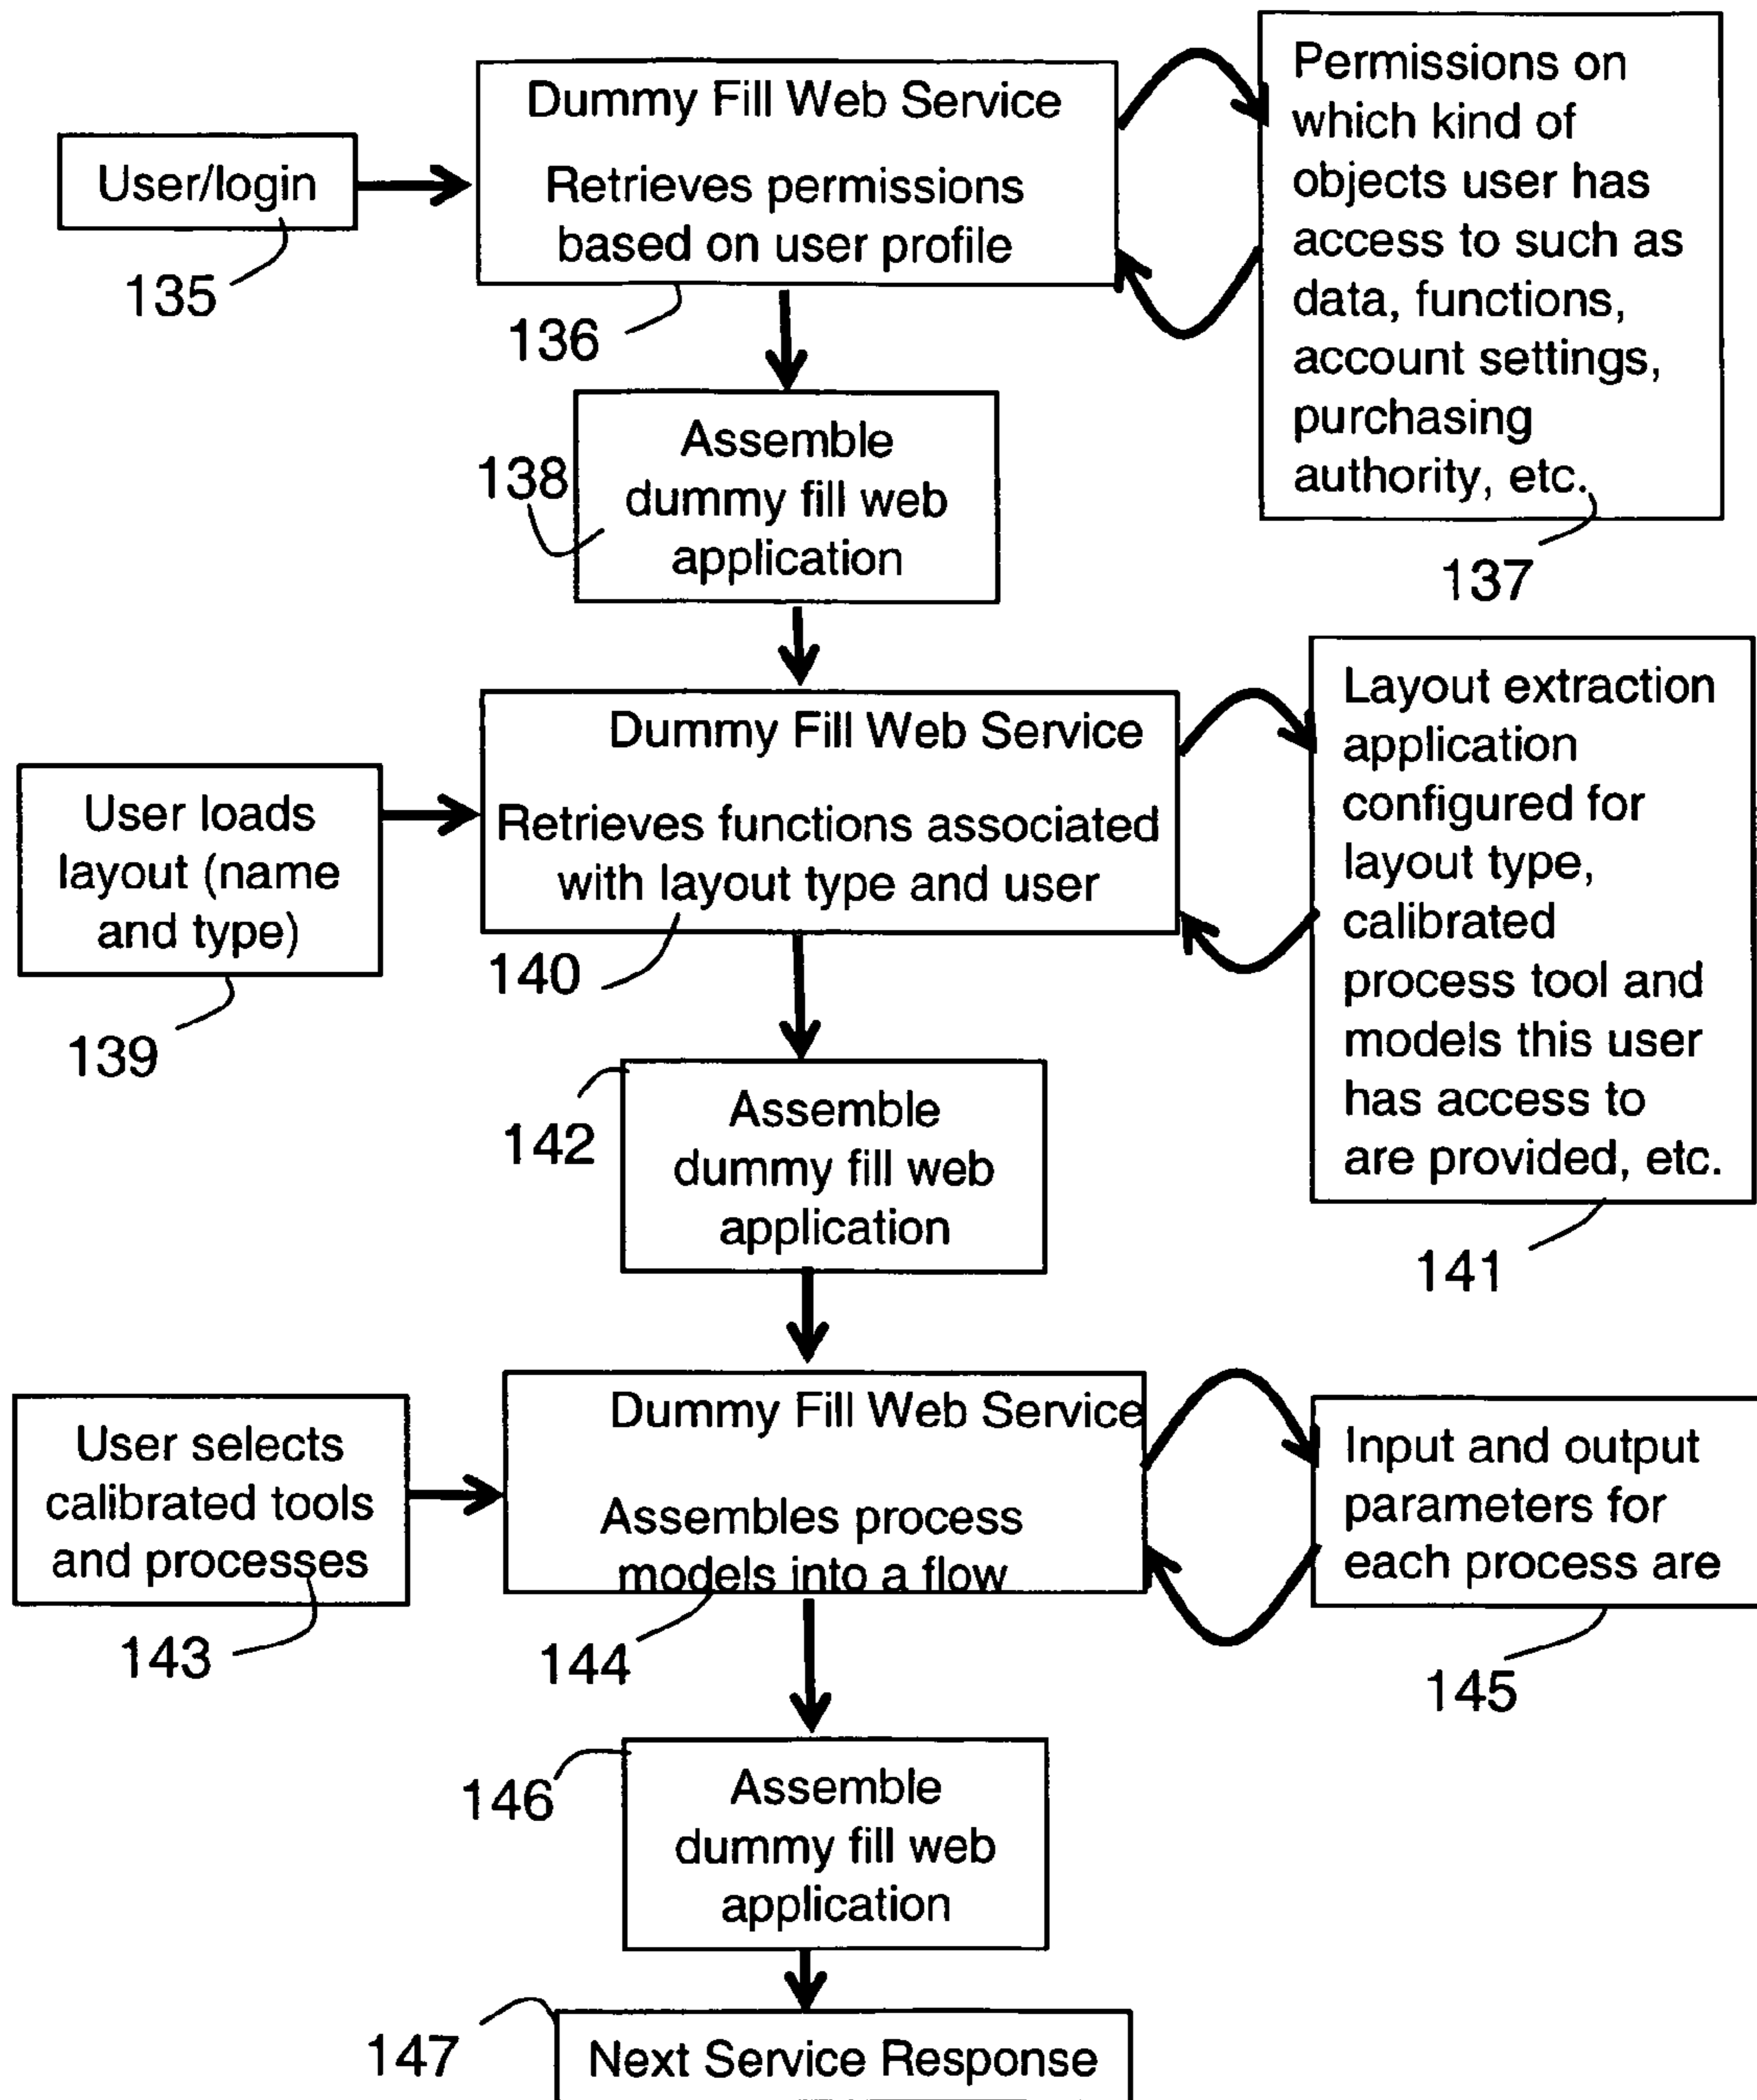 User/login
135
Dummy Fill Web Service
Retrieves permissions
based on user profile
136
Permissions on
which kind of
objects user has
access to such as
data, functions,
account settings,
purchasing
authority, etc.
137
138
Assemble
dummy fill web
application
User loads
layout (name
and type)
139
Dummy Fill Web Service
Retrieves functions associated
with layout type and user
140
Layout extraction
application
configured for
layout type,
calibrated
process tool and
models this user
has access to
are provided, etc.
141
142
Assemble
dummy fill web
application
User selects
calibrated tools
and processes
143
Dummy Fill Web Service
Assembles process
models into a flow
144
Input and output
parameters for
each process are
145
146
Assemble
dummy fill web
application
147
Next Service Response